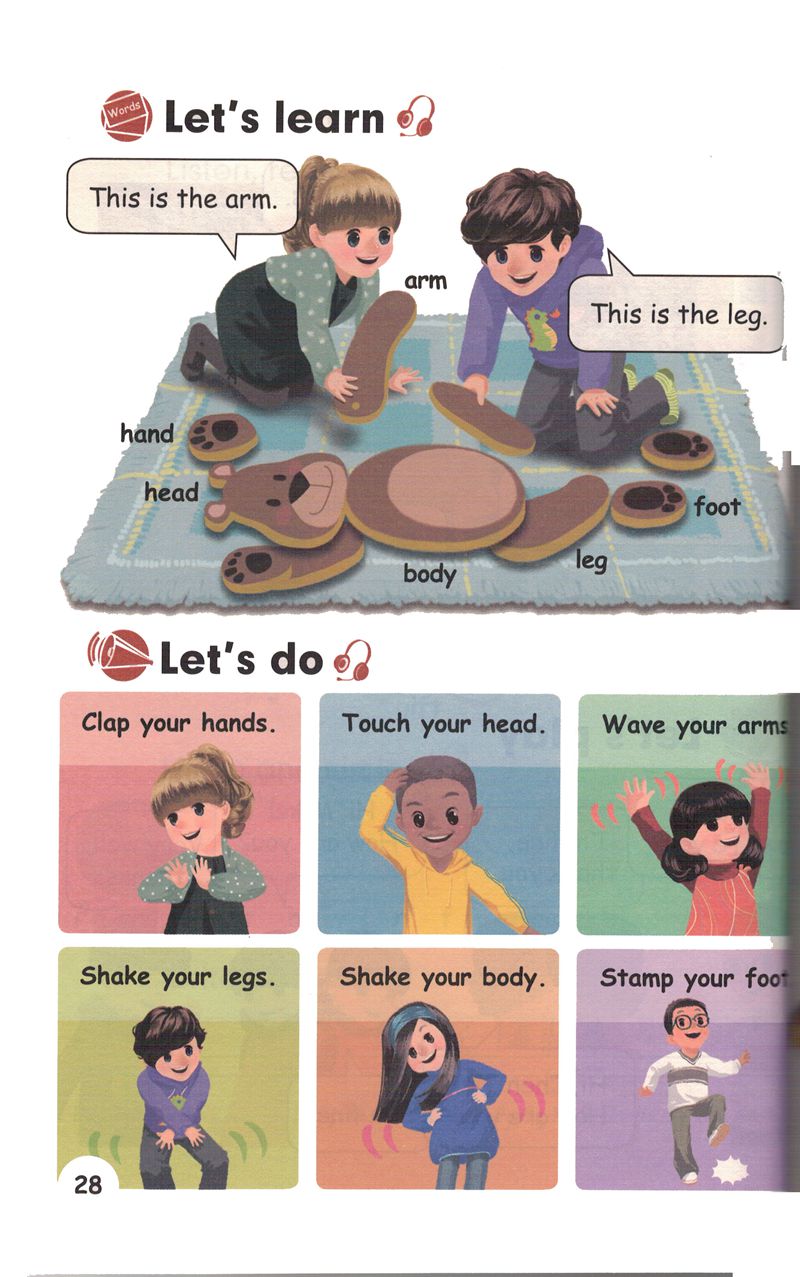 Words
Let's learn
This is the arm.
arm
This is the leg.
hand
head
foot
leg
body
Let's do
Clap your hands.
Touch your head.
Wave your arms
Shake your legs.
Shake your body.
Stamp your foot
28